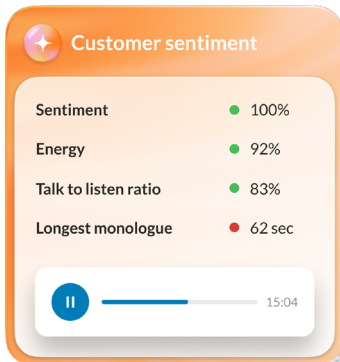 Customer sentiment
Sentiment 100%
Energy 92%
Talk to listen ratio 83%
Longest monologue 62 sec
15:04